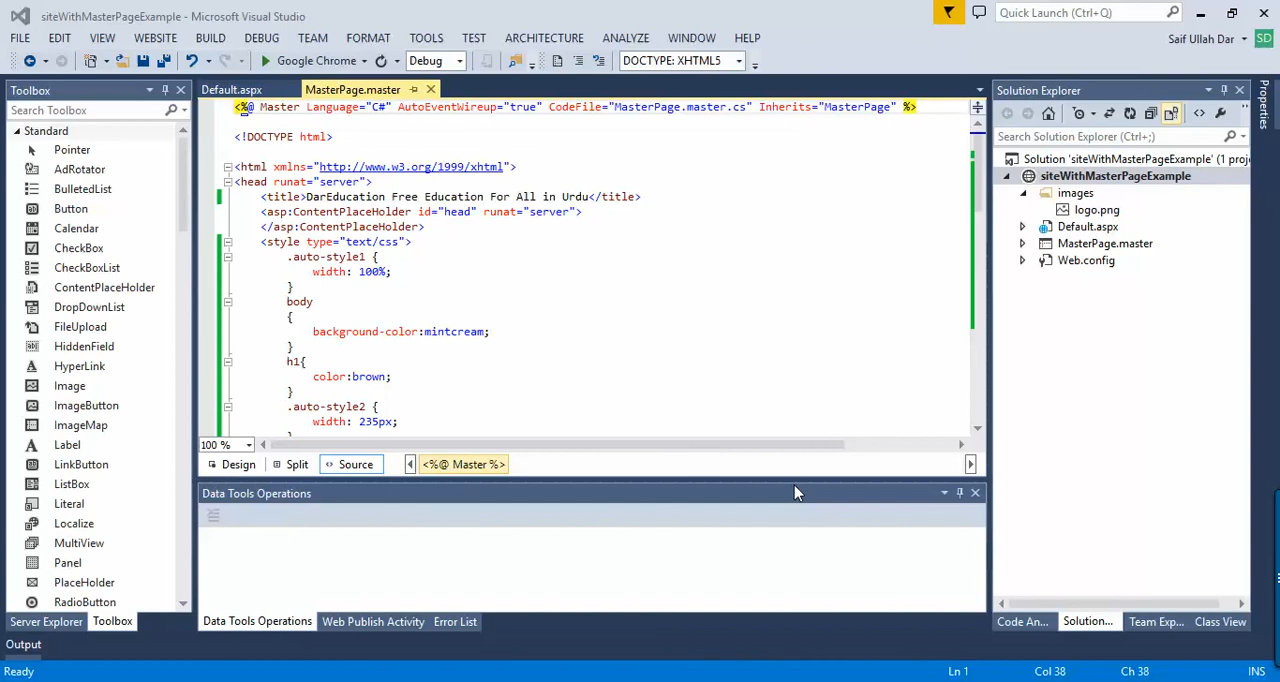 siteWithMasterPageExample - Microsoft Visual Studio
Quick Launch (Ctrl+Q)
FILE EDIT VIEW WEBSITE BUILD DEBUG TEAM FORMAT TOOLS TEST ARCHITECTURE ANALYZE WINDOW HELP
Saif Ullah Dar SD
Google Chrome Debug DOCTYPE: XHTML5
Toolbox
Search Toolbox
Standard
Pointer
AdRotator
BulletedList
Button
Calendar
CheckBox
CheckBoxList
ContentPlaceHolder
DropDownList
FileUpload
HiddenField
HyperLink
Image
ImageButton
ImageMap
Label
LinkButton
ListBox
Literal
Localize
MultiView
Panel
PlaceHolder
RadioButton
Server Explorer Toolbox
Default.aspx MasterPage.master
<%@ Master Language="C#" AutoEventWireup="true" CodeFile="MasterPage.master.cs" Inherits="MasterPage" %>
<!DOCTYPE html>
<html xmlns="http://www.w3.org/1999/xhtml">
<head runat="server">
<title>DarEducation Free Education For All in Urdu</title>
<asp:ContentPlaceHolder id="head" runat="server">
</asp:ContentPlaceHolder>
<style type="text/css">
.auto-style1 {
width: 100%;
}
body
{
background-color:mintcream;
}
h1{
color:brown;
}
.auto-style2 {
width: 235px;
100 %
Design Split Source <%@ Master %>
Data Tools Operations
Data Tools Operations Web Publish Activity Error List
Solution Explorer
Search Solution Explorer (Ctrl+;)
Solution 'siteWithMasterPageExample' (1 proj
siteWithMasterPageExample
images
logo.png
Default.aspx
MasterPage.master
Web.config
Code An... Solution... Team Exp... Class View
Properties
Output
Ready Ln 1 Col 38 Ch 38 INS